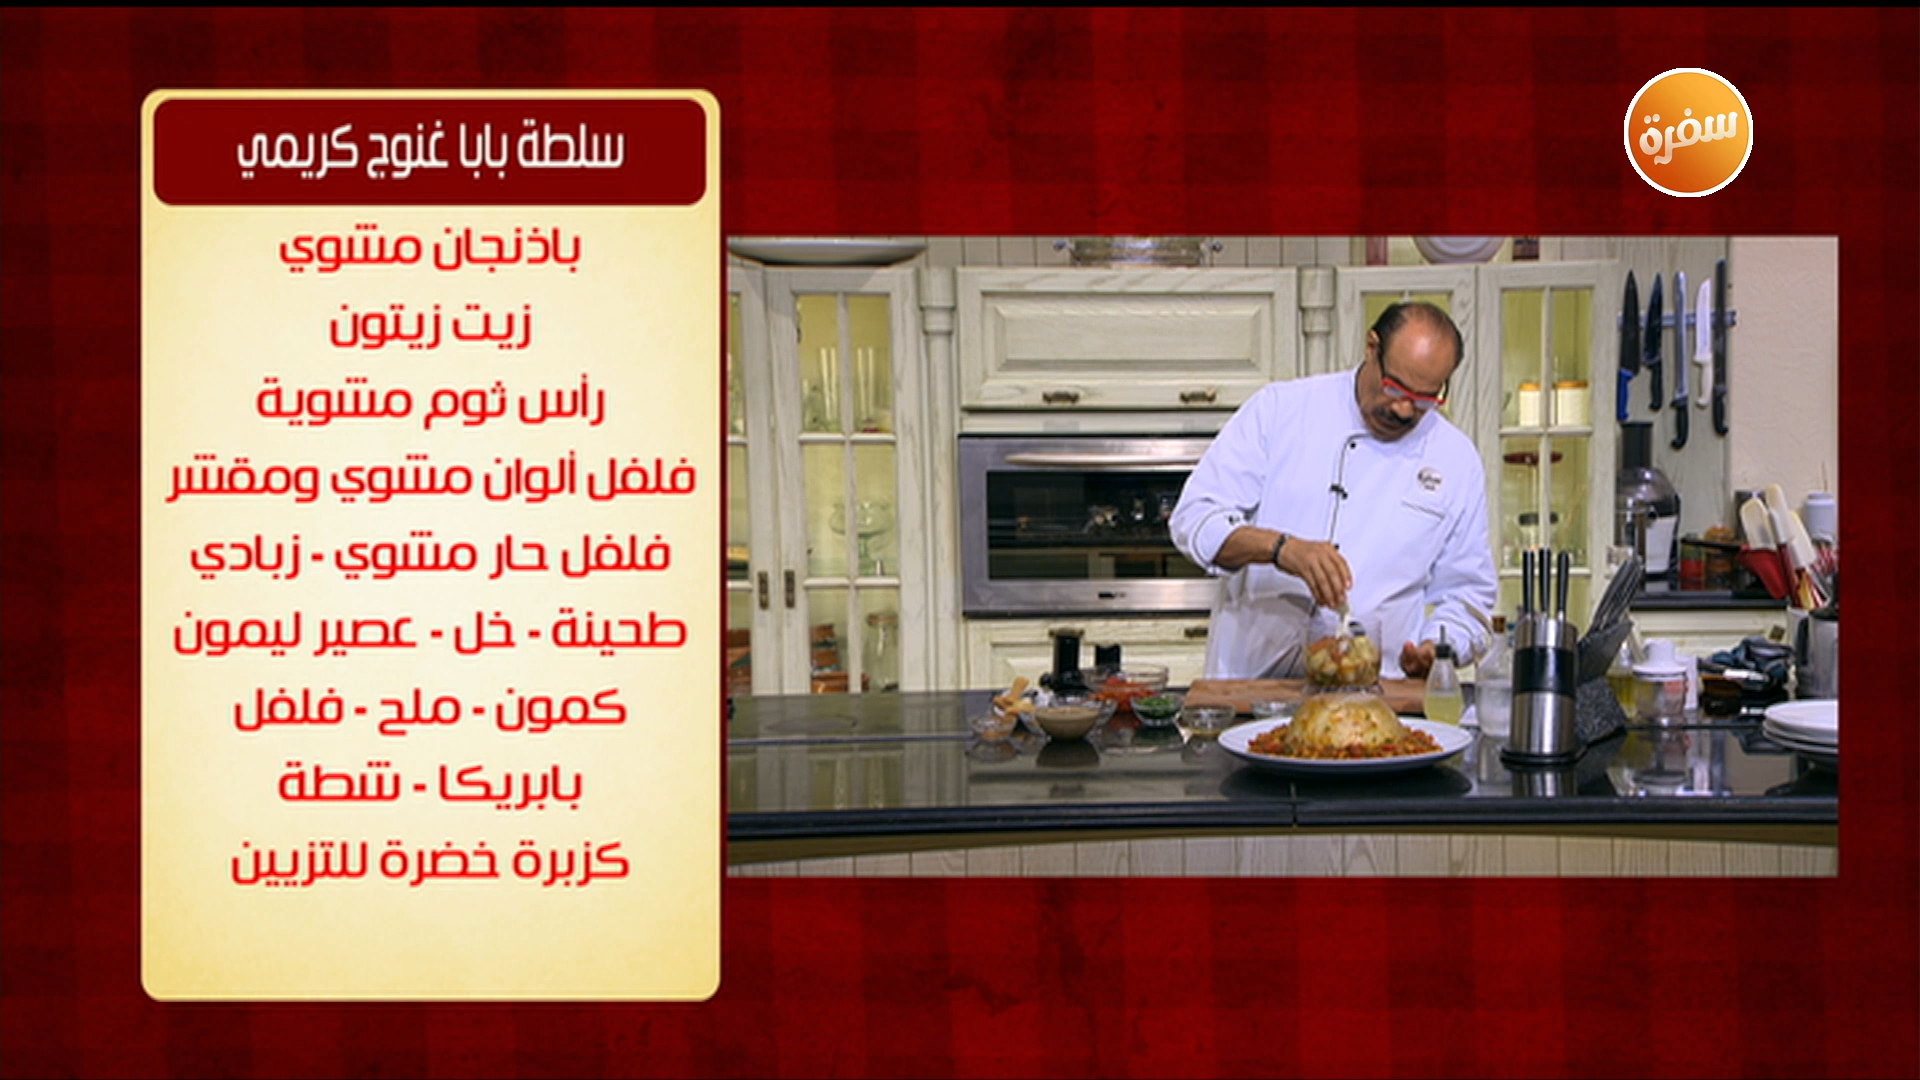 سلطة بابا غنوج كريمي
باذنجان مشوي
زيت زيتون
رأس ثوم مشوية
فلفل ألوان مشوي ومقشر
فلفل حار مشوي - زبادي
طحينة - خل - عصير ليمون
كمون - ملح - فلفل
بابريكا - شطة
كزبرة خضرة للتزيين
سفرة